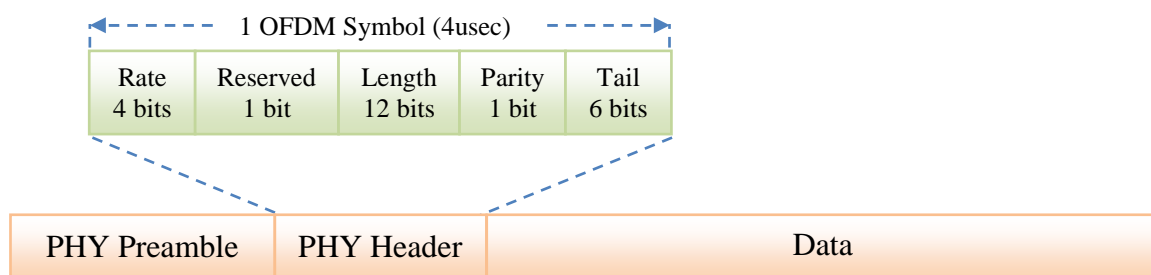 1 OFDM Symbol (4usec)
Rate Reserved Length Parity Tail
4 bits 1 bit 12 bits 1 bit 6 bits
PHY Preamble PHY Header Data